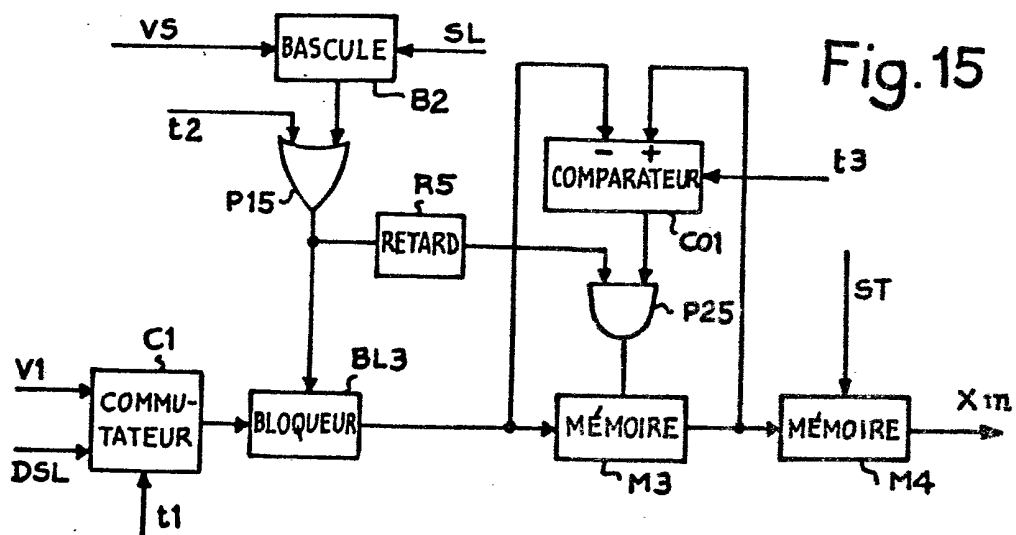 Fig. 15
VS
BASCULE
SL
B2
t2
P15
R5
RETARD
- +
COMPARATEUR
t3
C01
P25
ST
C1
V1
COMMU-
TATEUR
DSL
t1
BL3
BLOQUEUR
MÉMOIRE
M3
MÉMOIRE
M4
Xm